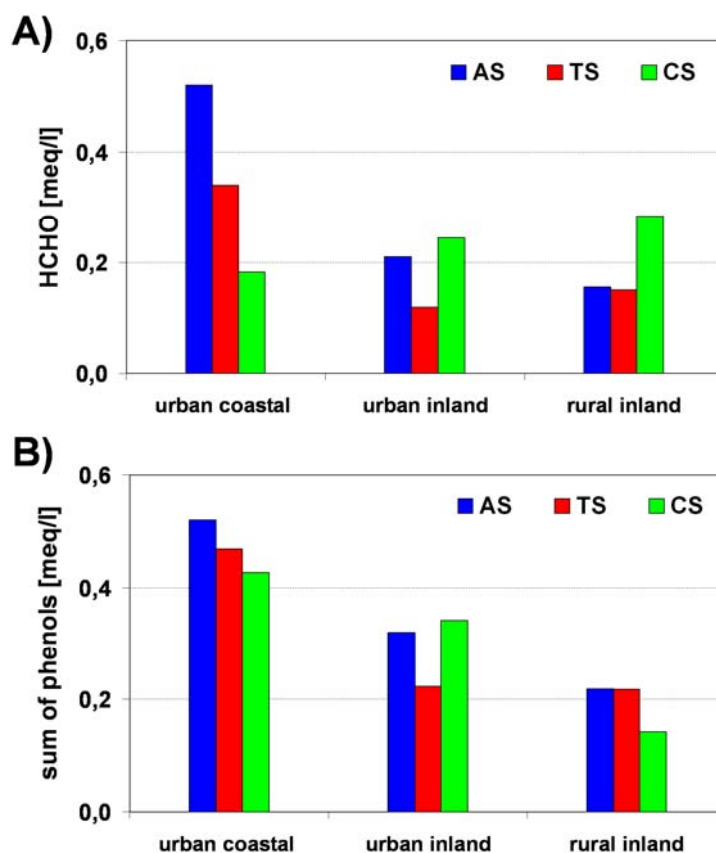 A)
HCHO [meq/l]
0,6
0,4
0,2
0,0
AS TS CS
urban coastal urban inland rural inland
B)
sum of phenols [meq/l]
0,6
0,4
0,2
0,0
AS TS CS
urban coastal urban inland rural inland